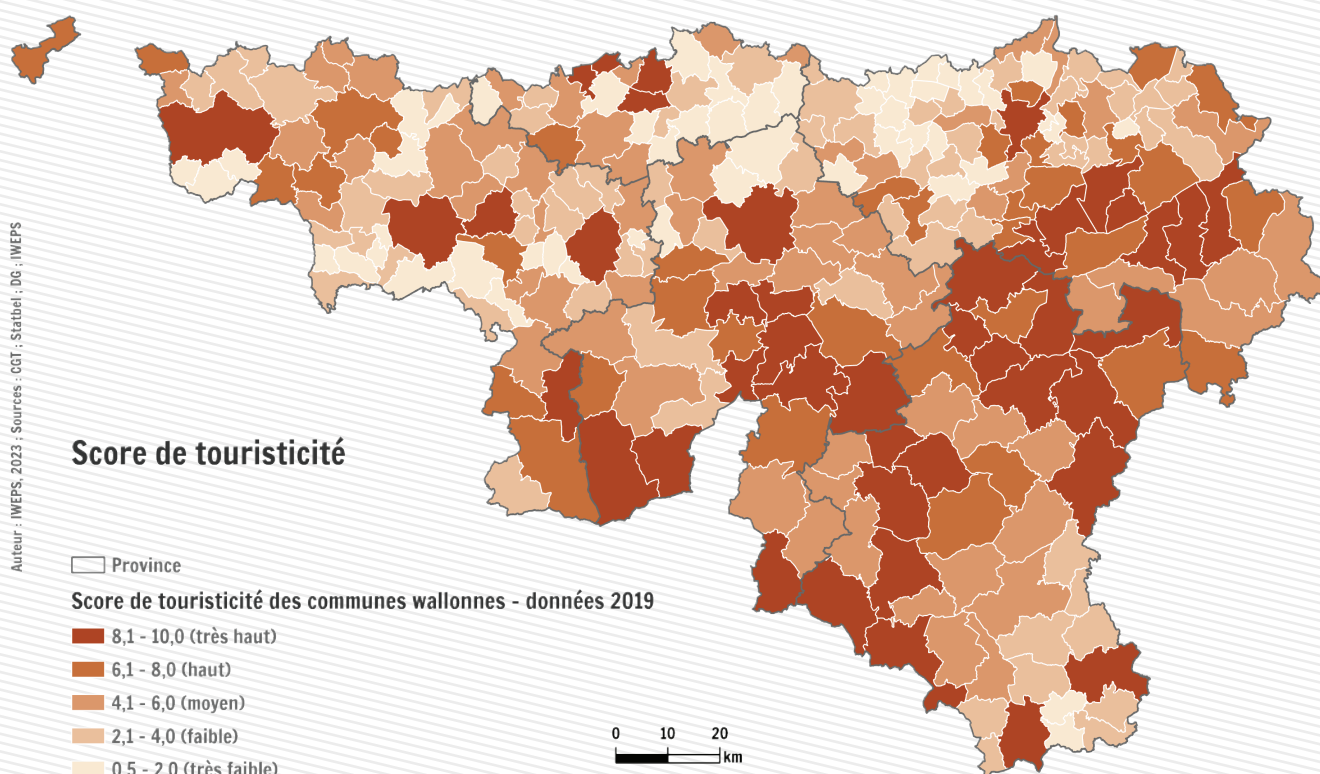 Auteur : IWEPS, 2023 ; Sources : CGT ; Statbel ; DG ; IWEPS
Score de touristicité
Province
Score de touristicité des communes wallonnes - données 2019
8,1 - 10,0 (très haut)
6,1 - 8,0 (haut)
4,1 - 6,0 (moyen)
2,1 - 4,0 (faible)
0,5 - 2,0 (très faible)
0 10 20
km